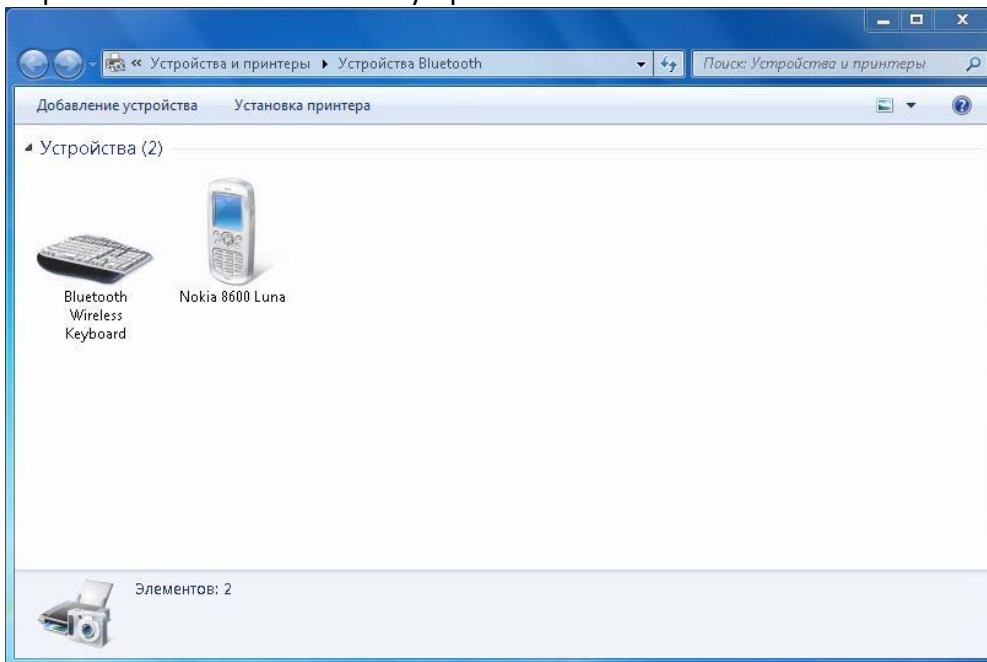 « Устройства и принтеры ▸ Устройства Bluetooth
Поиск: Устройства и принтеры
Добавление устройства Установка принтера
Устройства (2)
Bluetooth
Wireless
Keyboard
Nokia 8600 Luna
Элементов: 2